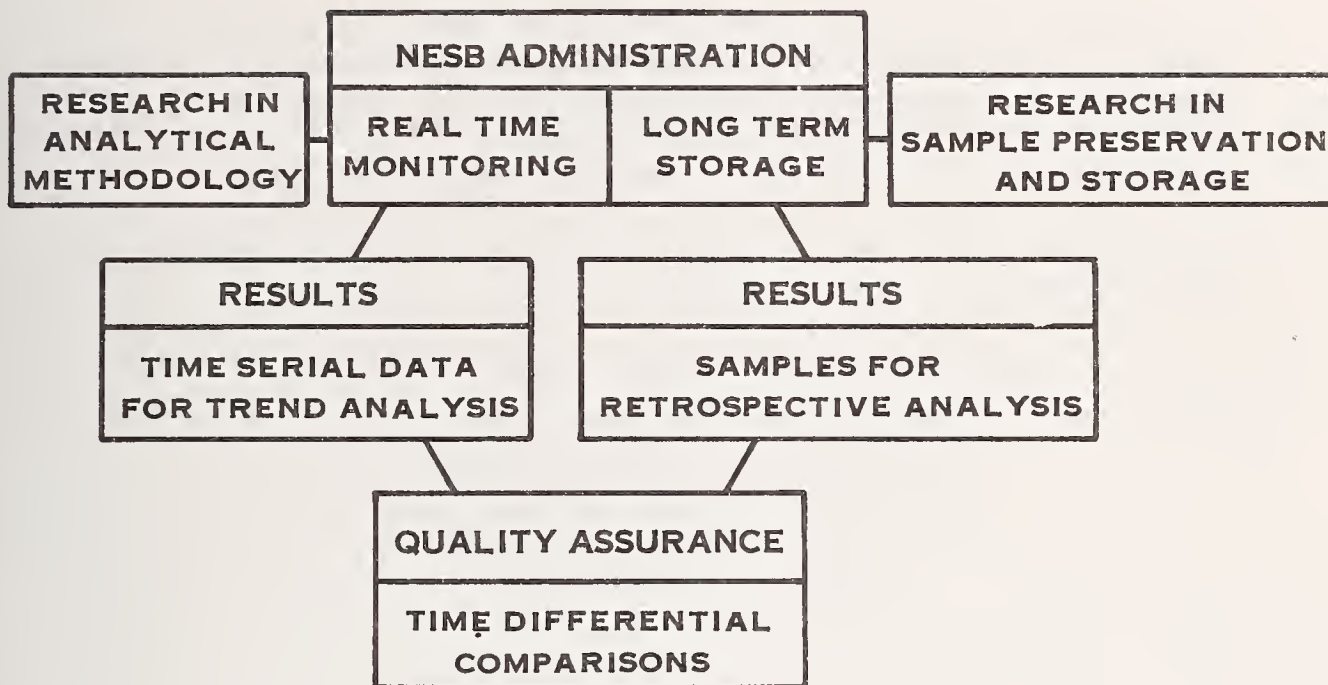 NESB ADMINISTRATION
RESEARCH IN
ANALYTICAL
METHODOLOGY
REAL TIME
MONITORING
LONG TERM
STORAGE
RESEARCH IN
SAMPLE PRESERVATION
AND STORAGE
RESULTS
TIME SERIAL DATA
FOR TREND ANALYSIS
RESULTS
SAMPLES FOR
RETROSPECTIVE ANALYSIS
QUALITY ASSURANCE
TIME DIFFERENTIAL
COMPARISONS